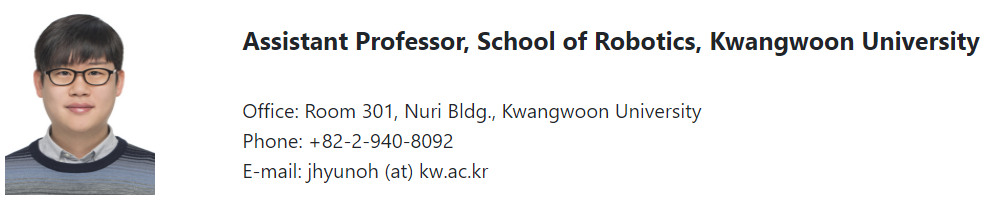 Assistant Professor, School of Robotics, Kwangwoon University
Office: Room 301, Nuri Bldg., Kwangwoon University
Phone: +82-2-940-8092
E-mail: jhyunoh (at) kw.ac.kr